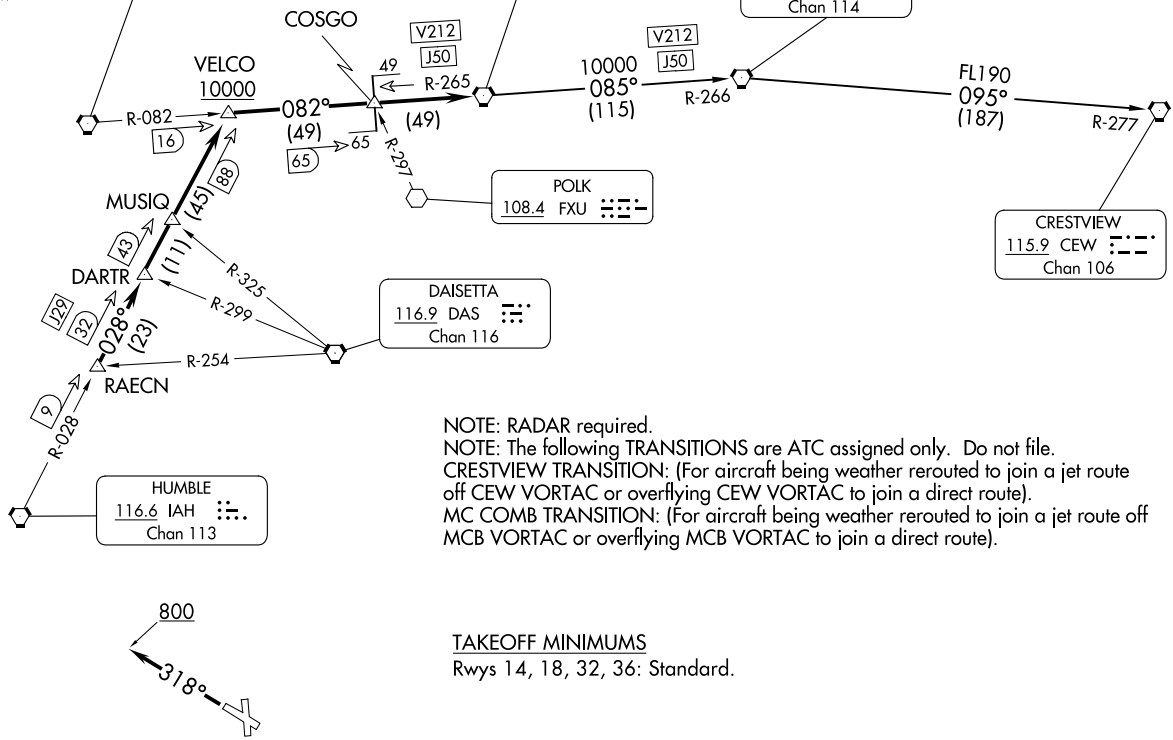 Chan 114
COSGO
V212
J50
V212
J50
VELCO
10000
49
R-265
10000
085°
(115)
R-266
FL190
095°
(187)
R-277
R-082
16
082°
(49)
65
65
(49)
R-297
88
MUSIQ
(45)
POLK
108.4 FXU
CRESTVIEW
115.9 CEW
Chan 106
43
(11)
DARTR
R-325
R-299
DAISETTA
116.9 DAS
Chan 116
J29
32
028°
(23)
R-254
RAECN
9
R-028
HUMBLE
116.6 IAH
Chan 113
NOTE: RADAR required.
NOTE: The following TRANSITIONS are ATC assigned only. Do not file.
CRESTVIEW TRANSITION: (For aircraft being weather rerouted to join a jet route
off CEW VORTAC or overflying CEW VORTAC to join a direct route).
MC COMB TRANSITION: (For aircraft being weather rerouted to join a jet route off
MCB VORTAC or overflying MCB VORTAC to join a direct route).
800
318°
TAKEOFF MINIMUMS
Rwys 14, 18, 32, 36: Standard.